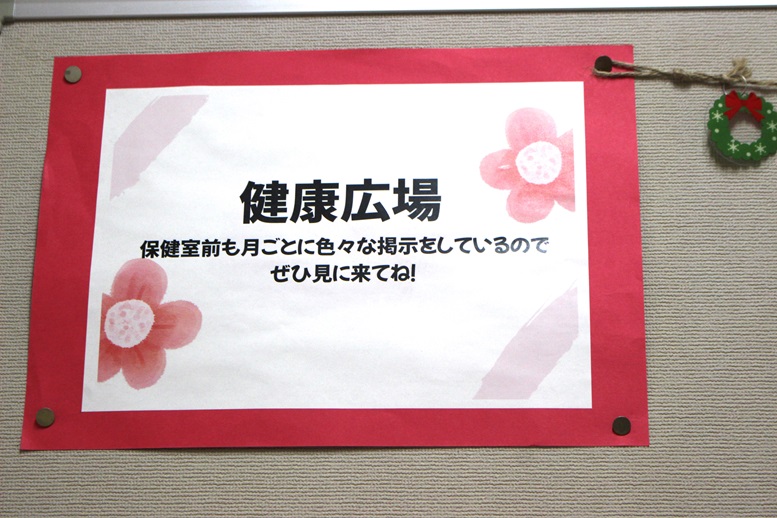 健康広場
保健室前も月ごとに色々な掲示をしているので
ぜひ見に来てね!